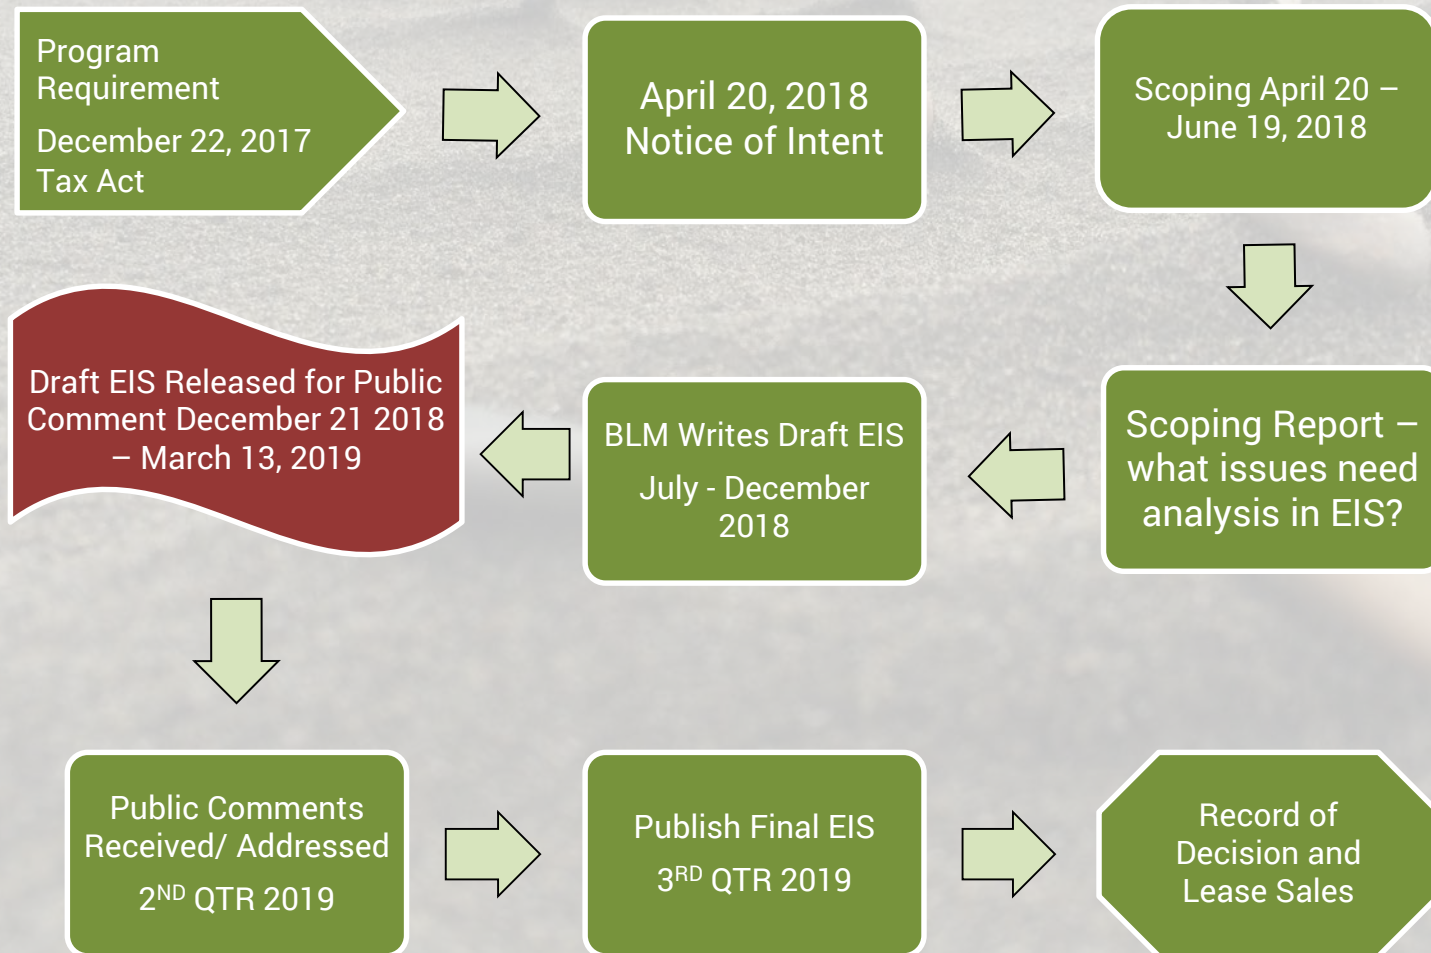 Program
Requirement
December 22, 2017
Tax Act
April 20, 2018
Notice of Intent
Scoping April 20 –
June 19, 2018
Scoping Report –
what issues need
analysis in EIS?
BLM Writes Draft EIS
July - December
2018
Draft EIS Released for Public
Comment December 21 2018
– March 13, 2019
Public Comments
Received/ Addressed
2ND QTR 2019
Publish Final EIS
3RD QTR 2019
Record of
Decision and
Lease Sales